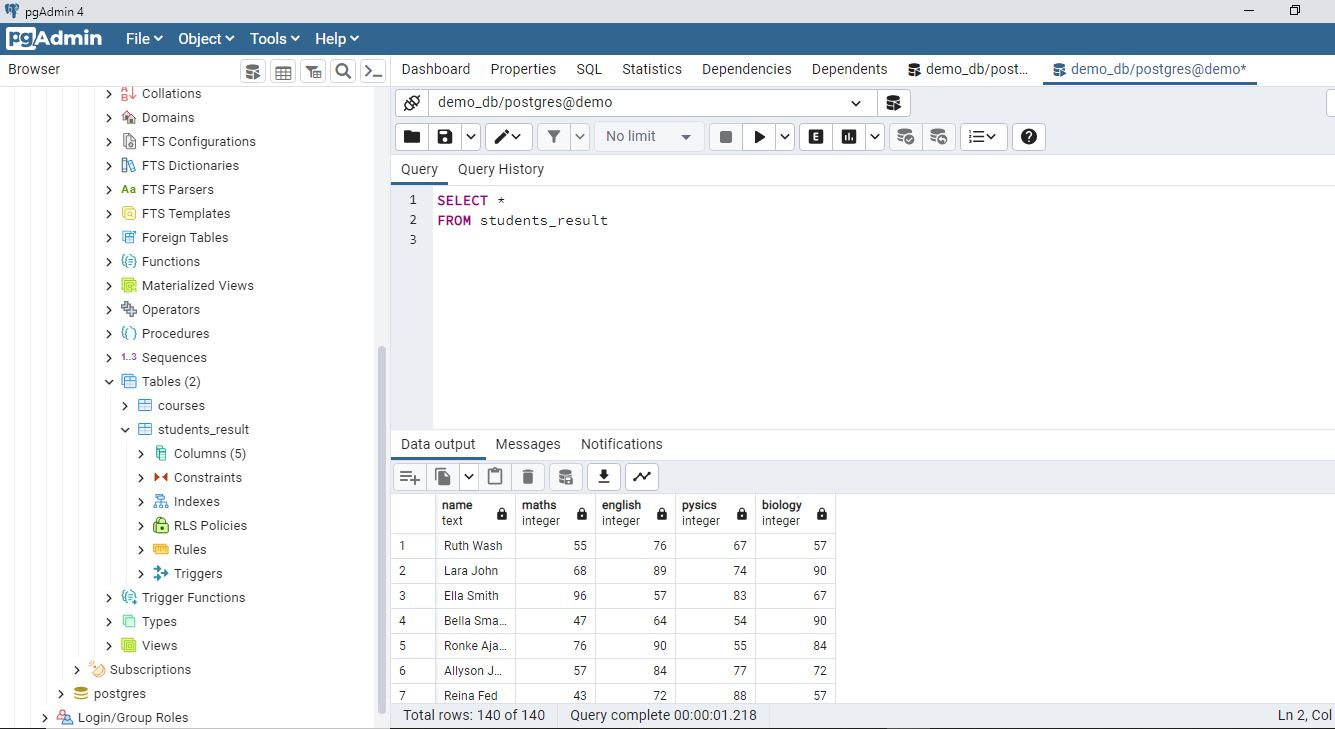 pgAdmin 4
pgAdmin File Object Tools Help
Browser
Dashboard Properties SQL Statistics Dependencies Dependents demo_db/post... demo_db/postgres@demo*
Collations
Domains
FTS Configurations
FTS Dictionaries
Aa FTS Parsers
FTS Templates
Foreign Tables
Functions
Materialized Views
Operators
Procedures
1..3 Sequences
Tables (2)
courses
students_result
Columns (5)
Constraints
Indexes
RLS Policies
Rules
Triggers
Trigger Functions
Types
Views
Subscriptions
postgres
Login/Group Roles
demo_db/postgres@demo
No limit E
Query Query History
1 SELECT *
2 FROM students_result
3
Data output Messages Notifications
name maths english pysics biology
text integer integer integer integer
1 Ruth Wash 55 76 67 57
2 Lara John 68 89 74 90
3 Ella Smith 96 57 83 67
4 Bella Sma... 47 64 54 90
5 Ronke Aja... 76 90 55 84
6 Allyson J... 57 84 77 72
7 Reina Fed 43 72 88 57
Total rows: 140 of 140 Query complete 00:00:01.218 Ln 2, Col